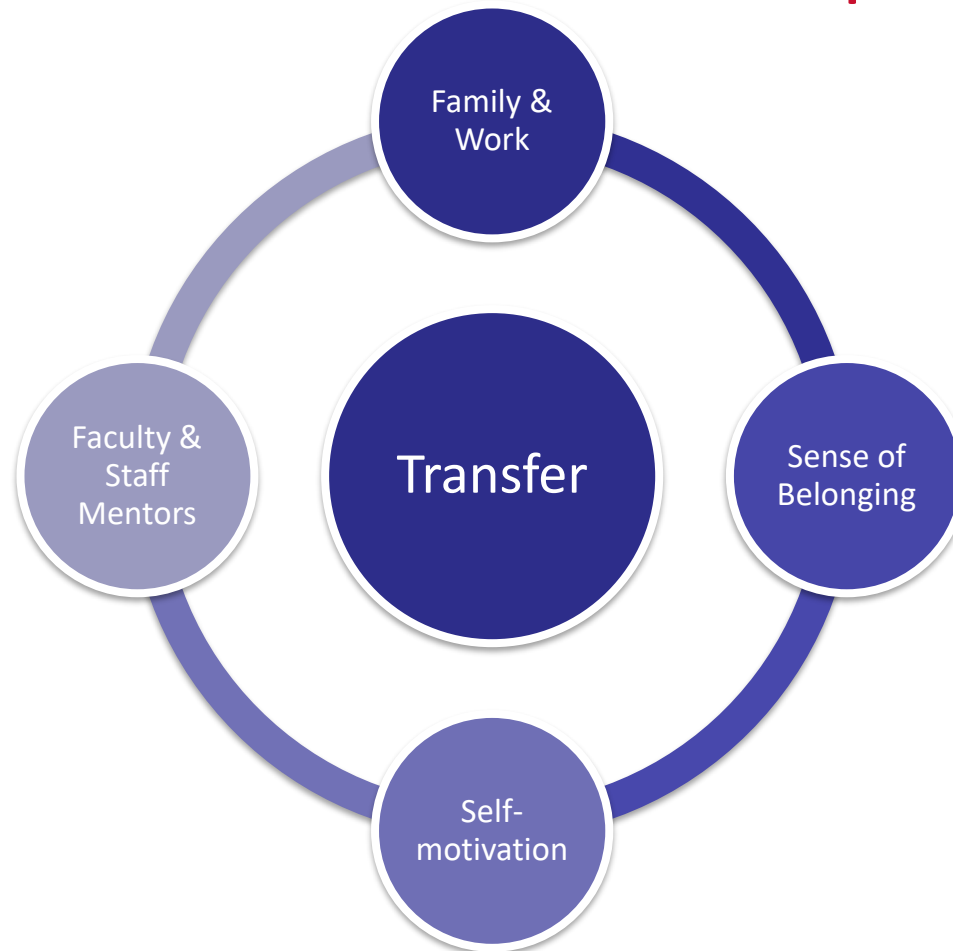 Family &
Work
Sense of
Belonging
Self-
motivation
Faculty &
Staff
Mentors
Transfer